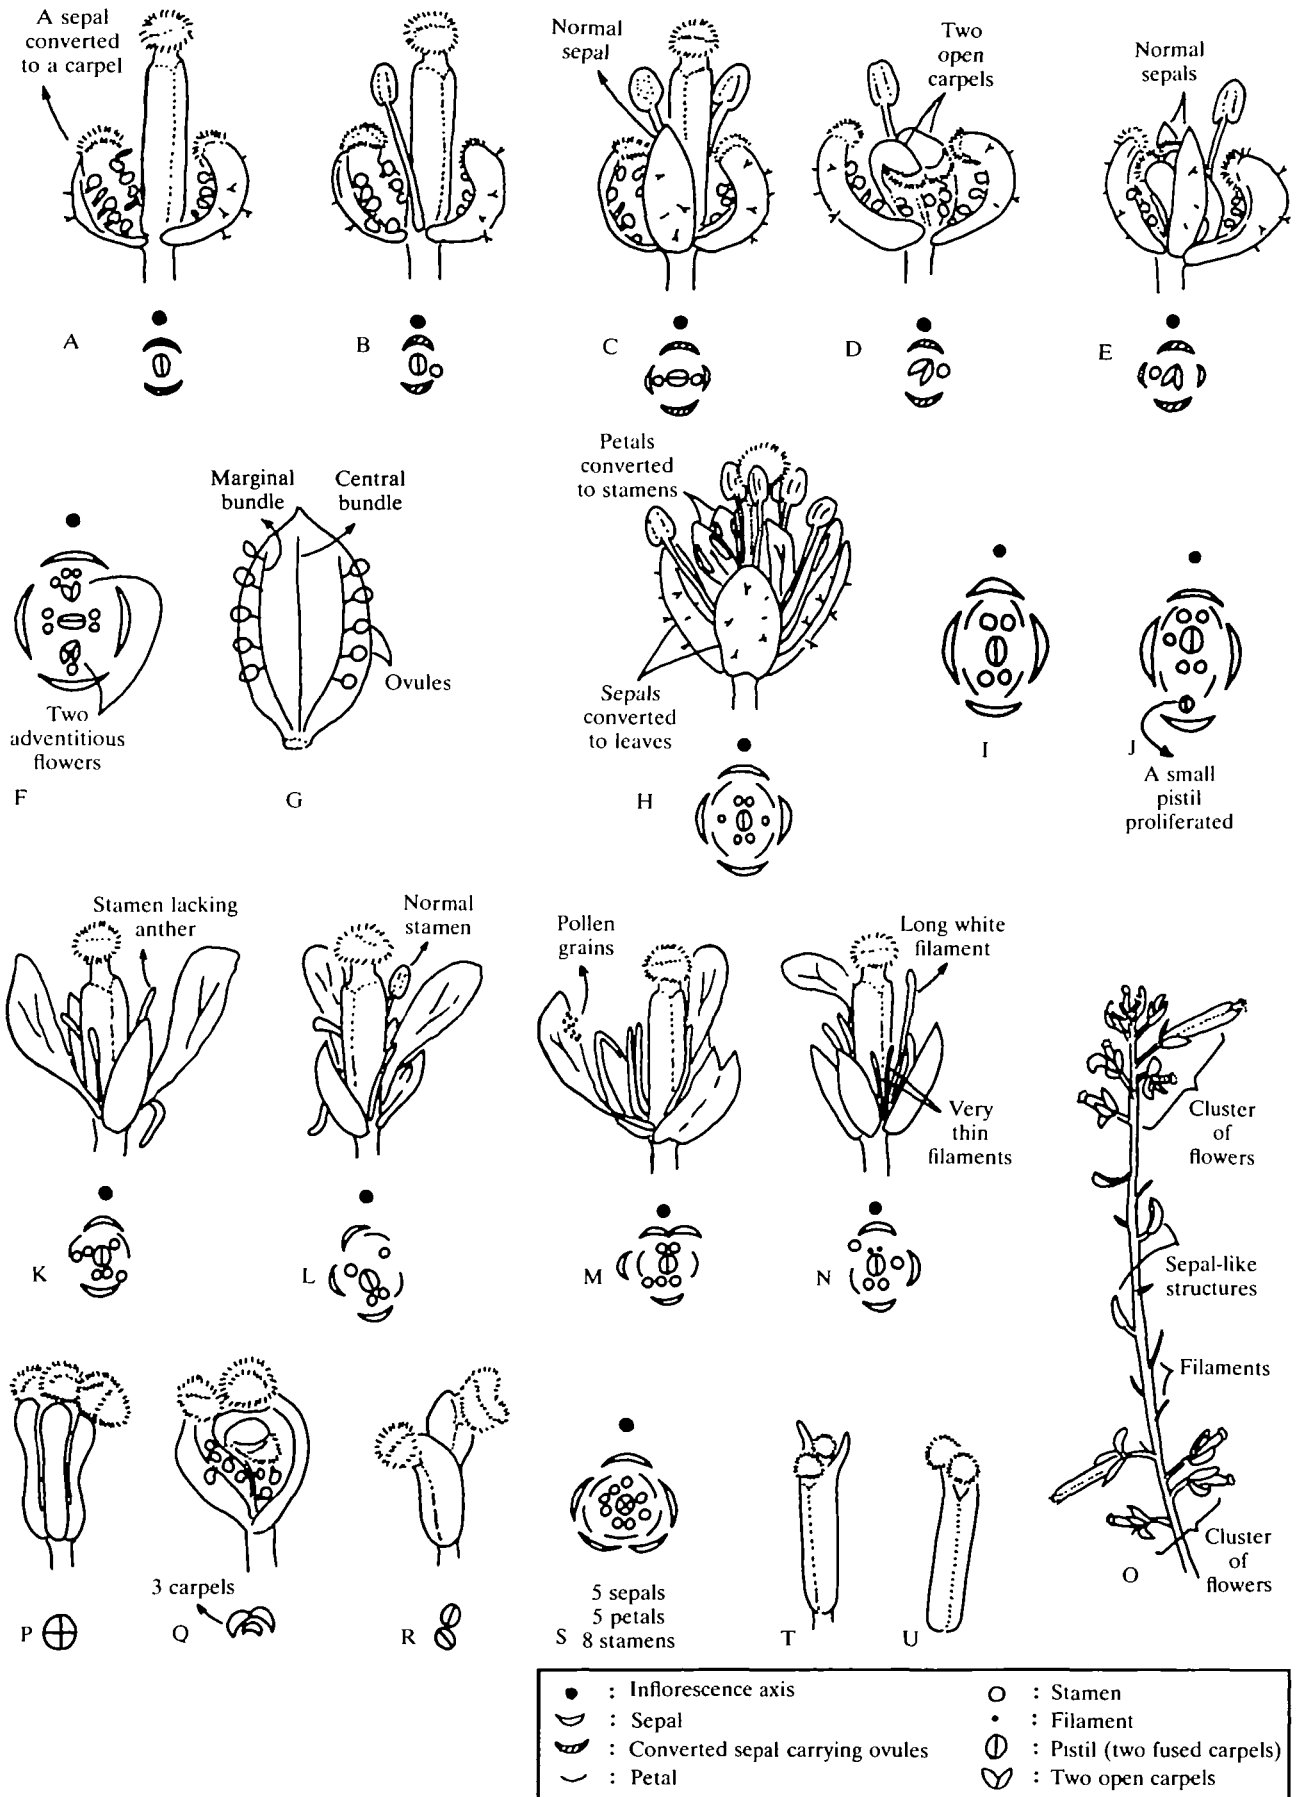 A sepal
converted
to a carpel
Normal
sepal
Two
open
carpels
Normal
sepals
A
B
C
D
E
Marginal
bundle
Central
bundle
Ovules
Petals
converted
to stamens
Sepals
converted
to leaves
Two
adventitious
flowers
A small
pistil
proliferated
F
G
H
I
J
Stamen lacking
anther
Normal
stamen
Pollen
grains
Long white
filament
Very
thin
filaments
Cluster
of
flowers
Sepal-like
structures
Filaments
Cluster
of
flowers
K
L
M
N
O
3 carpels
5 sepals
5 petals
8 stamens
P
Q
R
S
T
U
: Inflorescence axis
: Sepal
: Converted sepal carrying ovules
: Petal
: Stamen
: Filament
: Pistil (two fused carpels)
: Two open carpels